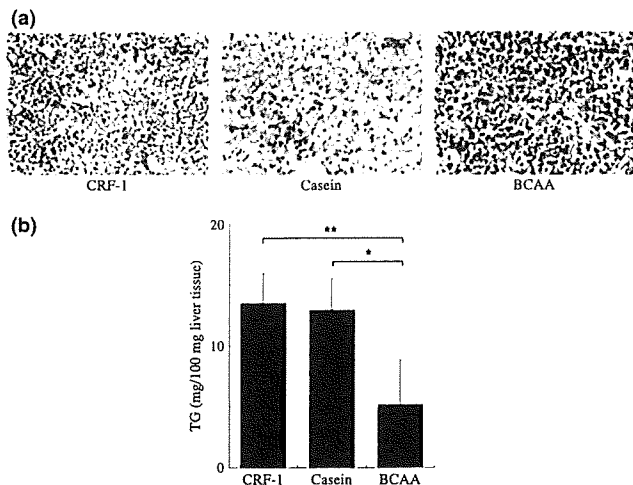 (a)
CRF-1 Casein BCAA
(b)
**
*
20
10
0
TG (mg/100 mg liver tissue)
CRF-1 Casein BCAA